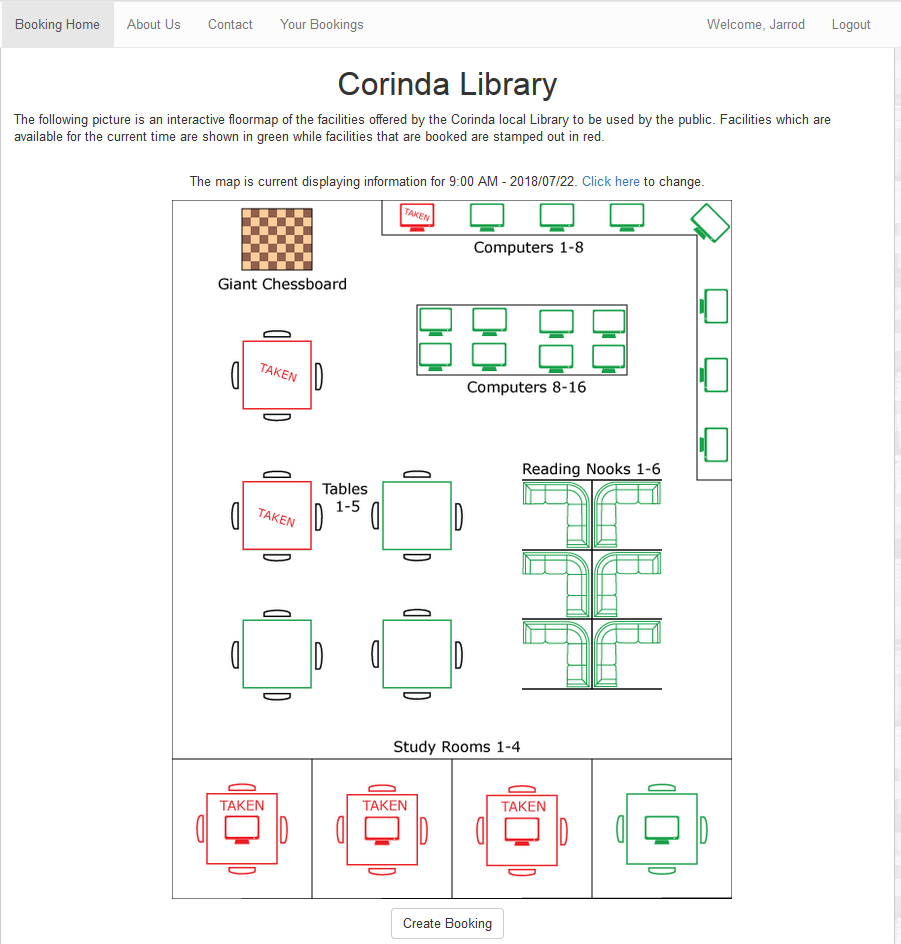 Booking Home About Us Contact Your Bookings Welcome, Jarrod Logout
Corinda Library
The following picture is an interactive floormap of the facilities offered by the Corinda local Library to be used by the public. Facilities which are
available for the current time are shown in green while facilities that are booked are stamped out in red.
The map is current displaying information for 9:00 AM - 2018/07/22. Click here to change.
TAKEN
Computers 1-8
Giant Chessboard
TAKEN
Computers 8-16
Reading Nooks 1-6
Tables
1-5
TAKEN
Study Rooms 1-4
TAKEN TAKEN TAKEN
Create Booking